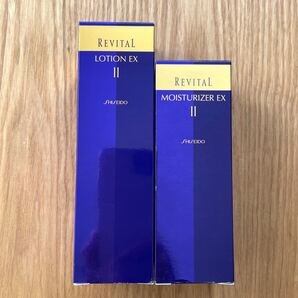 REVITAL
LOTION EX
II
SHISEIDO
REVITAL
MOISTURIZER EX
II
SHISEIDO